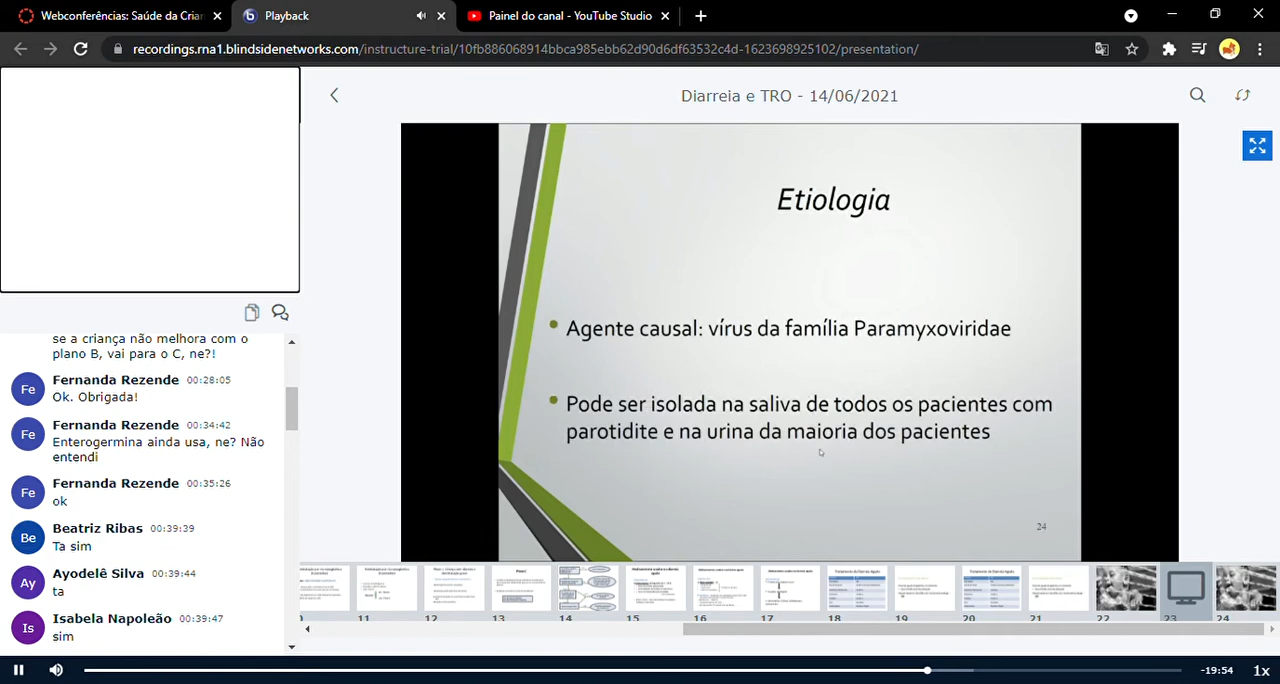 Webconferências: Saúde da Crian
Playback
Painel do canal - YouTube Studio
recordings.rna1.blindsidenetworks.com/instructure-trial/10fb886068914bbca985ebb62d90d6df63532c4d-1623698925102/presentation/
Diarreia e TRO - 14/06/2021
se a criança não melhora com o
plano B, vai para o C, ne?!
Fe
Fernanda Rezende 00:28:05
Ok. Obrigada!
Fe
Fernanda Rezende 00:34:42
Enterogermina ainda usa, ne? Não
entendi
Fe
Fernanda Rezende 00:35:26
ok
Be
Beatriz Ribas 00:39:39
Ta sim
Ay
Ayodelê Silva 00:39:44
ta
Is
Isabela Napoleão 00:39:47
sim
Etiologia
• Agente causal: vírus da família Paramyxoviridae
• Pode ser isolada na saliva de todos os pacientes com
parotidite e na urina da maioria dos pacientes
24
11 12 13 14 15 16 17 18 19 20 21 22 23 24
-19:54 1x